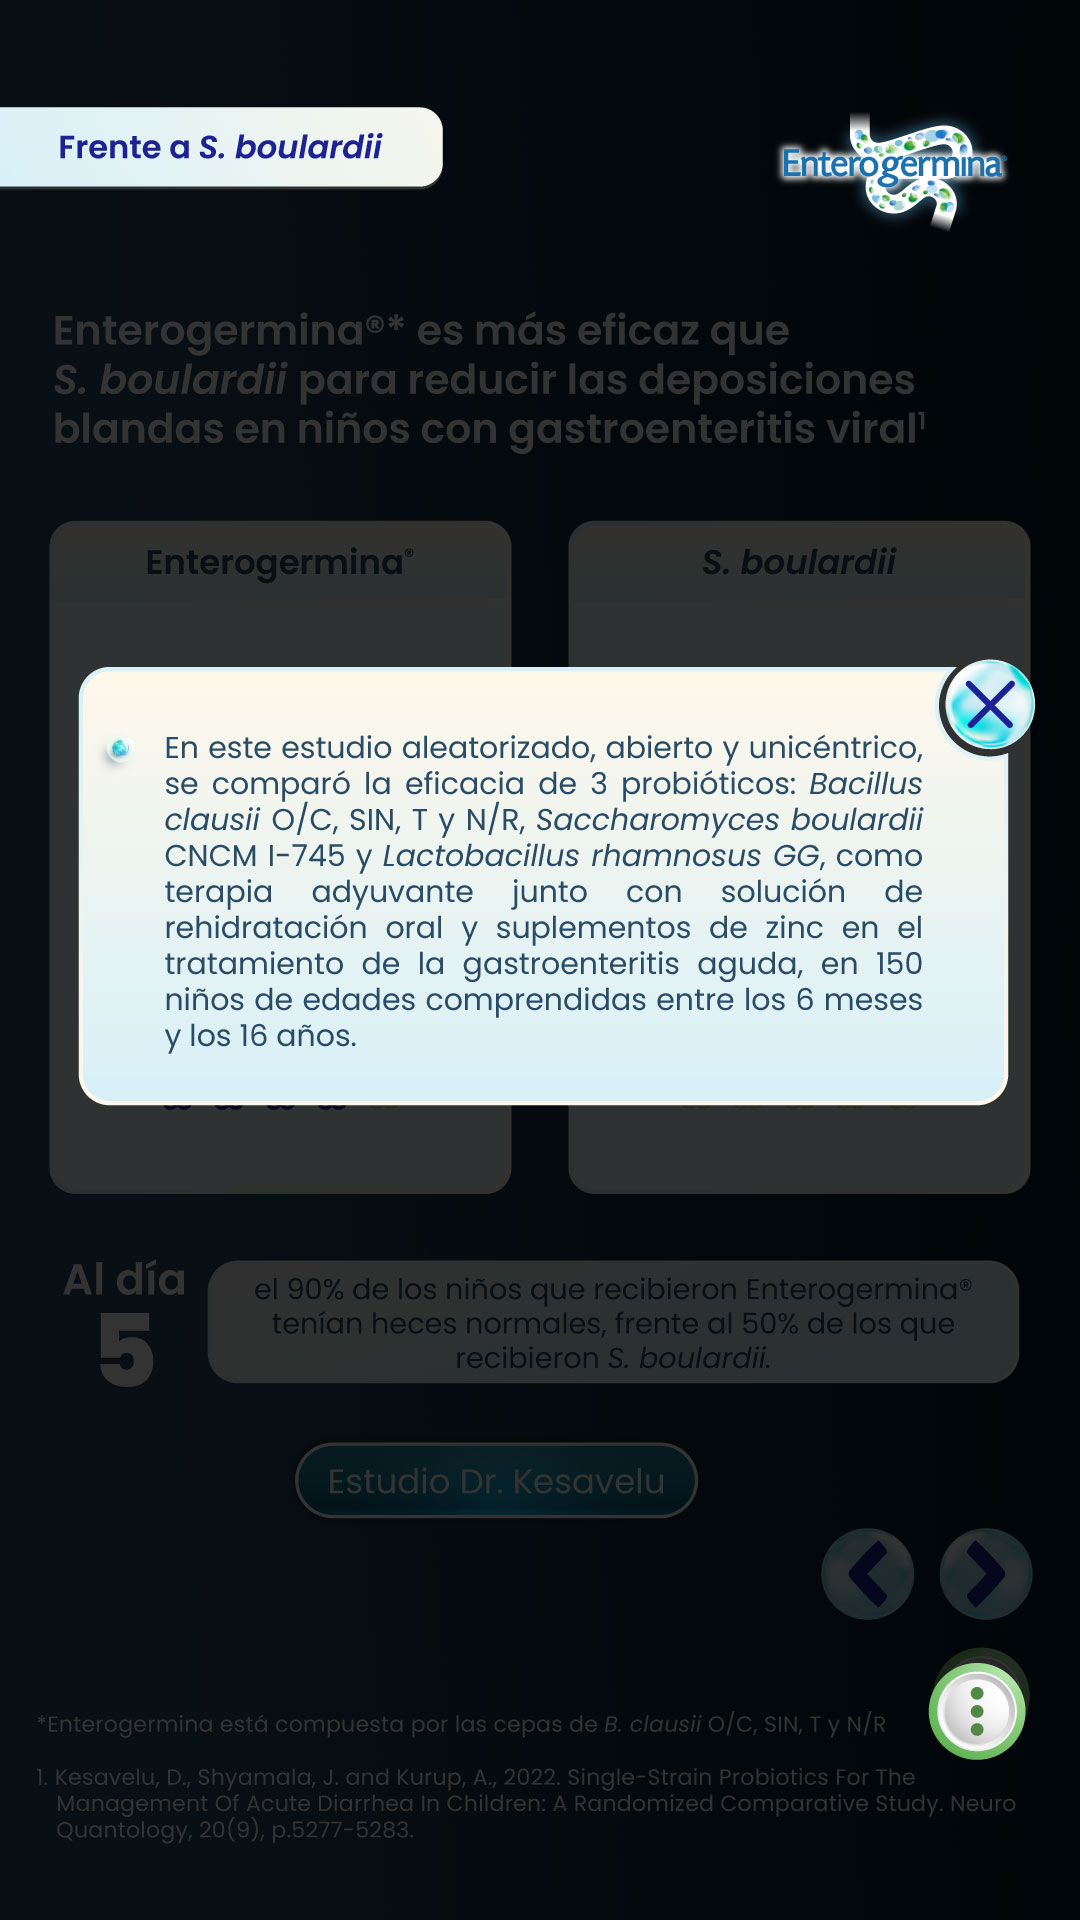 Frente a S. boulardii
Enterogermina
Enterogermina®* es más eficaz que
S. boulardii para reducir las deposiciones
blandas en niños con gastroenteritis viral¹
Enterogermina®
S. boulardii
En este estudio aleatorizado, abierto y unicéntrico,
se comparó la eficacia de 3 probióticos: Bacillus
clausii O/C, SIN, T y N/R, Saccharomyces boulardii
CNCM I-745 y Lactobacillus rhamnosus GG, como
terapia adyuvante junto con solución de
rehidratación oral y suplementos de zinc en el
tratamiento de la gastroenteritis aguda, en 150
niños de edades comprendidas entre los 6 meses
y los 16 años.
Al día
5
el 90% de los niños que recibieron Enterogermina®
tenían heces normales, frente al 50% de los que
recibieron S. boulardii.
Estudio Dr. Kesavelu
*Enterogermina está compuesta por las cepas de B. clausii O/C, SIN, T y N/R
1. Kesavelu, D., Shyamala, J. and Kurup, A., 2022. Single-Strain Probiotics For The
Management Of Acute Diarrhea In Children: A Randomized Comparative Study. Neuro
Quantology, 20(9), p.5277-5283.